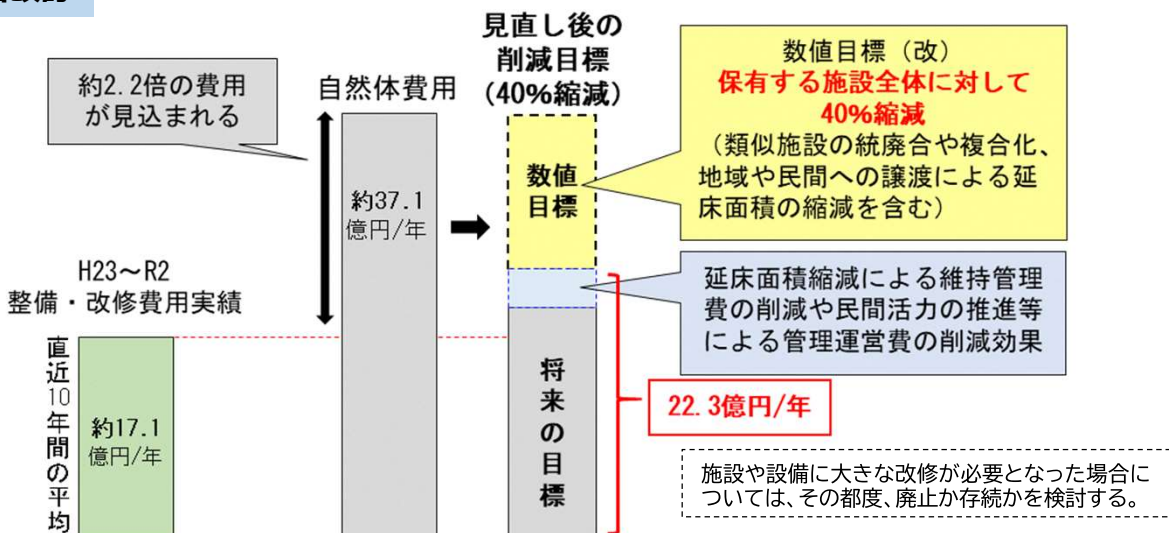 約2.2倍の費用
が見込まれる
自然体費用
見直し後の
削減目標
(40%縮減)
数値目標（改）
保有する施設全体に対して
40%縮減
（類似施設の統廃合や複合化、
地域や民間への譲渡による延
床面積の縮減を含む）
数値
目標
約37.1
億円/年
H23～R2
整備・改修費用実績
延床面積縮減による維持管理
費の削減や民間活力の推進等
による管理運営費の削減効果
直近10年間の平均
約17.1
億円/年
将来の目標
22.3億円/年
施設や設備に大きな改修が必要となった場合に
ついては、その都度、廃止か存続かを検討する。